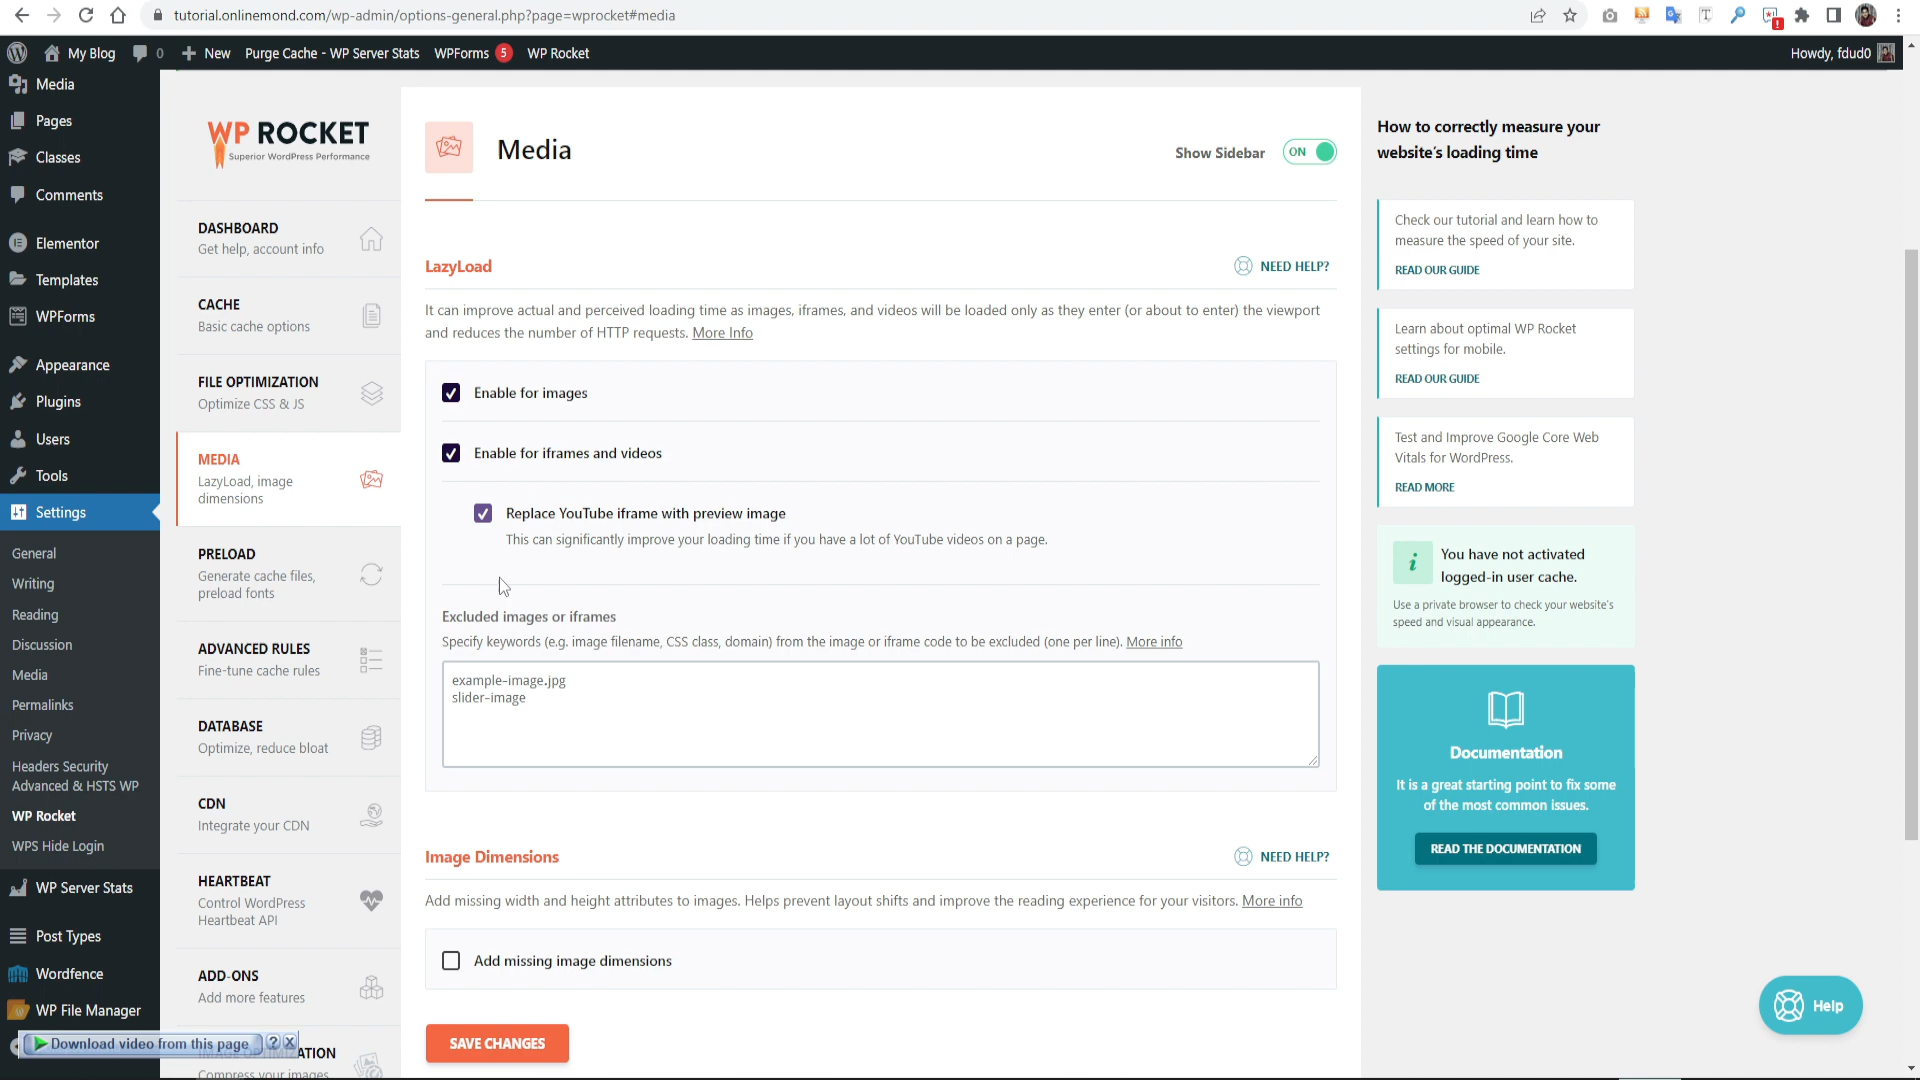 tutorial.onlinemond.com/wp-admin/options-general.php?page=wprocket#media
My Blog
0
New
Purge Cache - WP Server Stats
WPForms
5
WP Rocket
Howdy, fdud0
Media
Pages
Classes
Comments
Elementor
Templates
WPForms
Appearance
Plugins
Users
Tools
Settings
General
Writing
Reading
Discussion
Media
Permalinks
Privacy
Headers Security
Advanced & HSTS WP
WP Rocket
WPS Hide Login
WP Server Stats
Post Types
Wordfence
WP File Manager
Download video from this page
?
X
WP ROCKET
Superior WordPress Performance
DASHBOARD
Get help, account info
CACHE
Basic cache options
FILE OPTIMIZATION
Optimize CSS & JS
MEDIA
LazyLoad, image
dimensions
PRELOAD
Generate cache files,
preload fonts
ADVANCED RULES
Fine-tune cache rules
DATABASE
Optimize, reduce bloat
CDN
Integrate your CDN
HEARTBEAT
Control WordPress
Heartbeat API
ADD-ONS
Add more features
IMAGE OPTIMIZATION
Compress your images
Media
Show Sidebar
ON
LazyLoad
NEED HELP?
It can improve actual and perceived loading time as images, iframes, and videos will be loaded only as they enter (or about to enter) the viewport
and reduces the number of HTTP requests. More Info
Enable for images
Enable for iframes and videos
Replace YouTube iframe with preview image
This can significantly improve your loading time if you have a lot of YouTube videos on a page.
Excluded images or iframes
Specify keywords (e.g. image filename, CSS class, domain) from the image or iframe code to be excluded (one per line). More info
example-image.jpg
slider-image
Image Dimensions
NEED HELP?
Add missing width and height attributes to images. Helps prevent layout shifts and improve the reading experience for your visitors. More info
Add missing image dimensions
SAVE CHANGES
How to correctly measure your
website's loading time
Check our tutorial and learn how to
measure the speed of your site.
READ OUR GUIDE
Learn about optimal WP Rocket
settings for mobile.
READ OUR GUIDE
Test and Improve Google Core Web
Vitals for WordPress.
READ MORE
i
You have not activated
logged-in user cache.
Use a private browser to check your website's
speed and visual appearance.
Documentation
It is a great starting point to fix some
of the most common issues.
READ THE DOCUMENTATION
Help